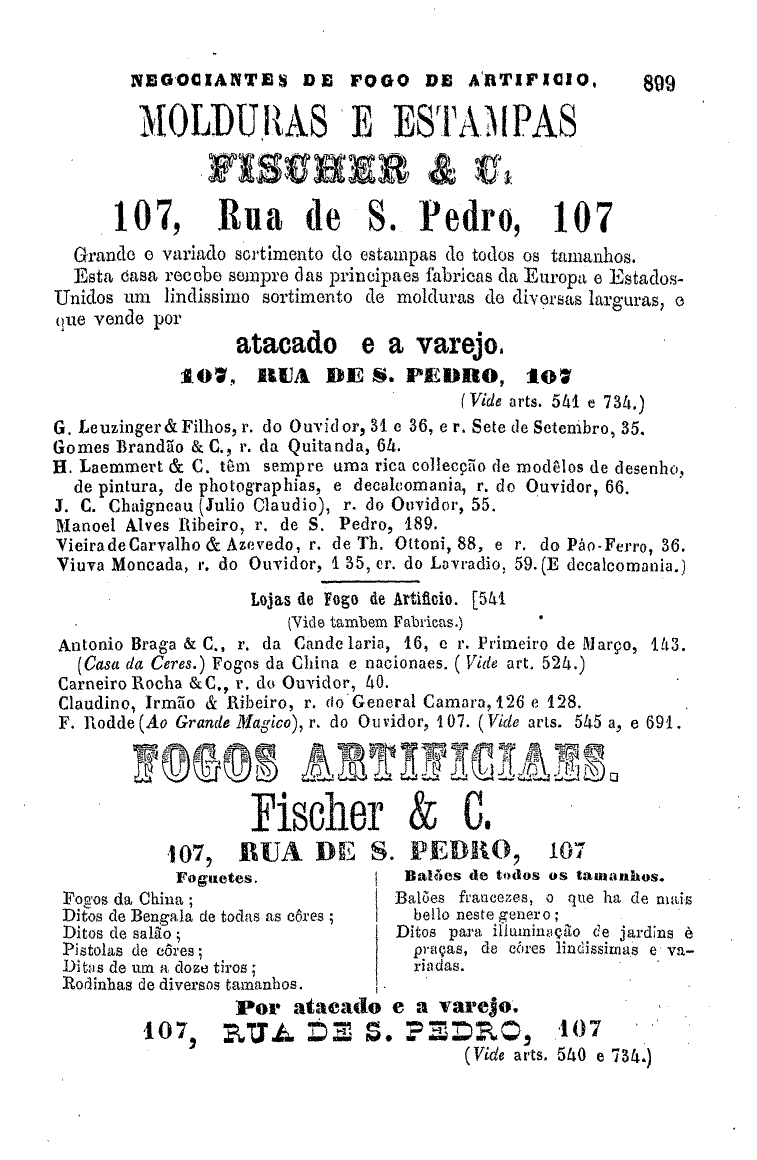 NEGOCIANTES DE FOGO DE ARTIFICIO. 899
MOLDURAS E ESTAMPAS
FISCHER & C.
107, Rua de S. Pedro, 107
Grande e variado sortimento de estampas de todos os tamanhos.
Esta casa recebe sempre das principaes fabricas da Europa e Estados-
Unidos um lindissimo sortimento de molduras de diversas larguras, o
que vende por
atacado e a varejo.
107, RUA DE S. PEDRO, 107
(Vide arts. 541 e 734.)
G. Leuzinger & Filhos, r. do Ouvidor, 31 e 36, e r. Sete de Setembro, 35.
Gomes Brandão & C., r. da Quitanda, 64.
H. Laemmert & C. têm sempre uma rica collecção de modêlos de desenho,
de pintura, de photographias, e decalcomania, r. do Ouvidor, 66.
J. C. Chaigneau (Julio Claudio), r. do Ouvidor, 55.
Manoel Alves Ribeiro, r. de S. Pedro, 189.
Vieira de Carvalho & Azevedo, r. de Th. Ottoni, 88, e r. do Páo-Ferro, 36.
Viuva Moncada, r. do Ouvidor, 135, e r. do Lavradio, 59. (E decalcomania.)
Lojas de Fogo de Artificio. [541
(Vide tambem Fabricas.)
Antonio Braga & C., r. da Candelaria, 16, e r. Primeiro de Março, 143.
(Casa da Ceres.) Fogos da China e nacionaes. (Vide art. 524.)
Carneiro Rocha & C., r. do Ouvidor, 40.
Claudino, Irmão & Ribeiro, r. do General Camara, 126 e 128.
F. Rodde (Ao Grande Magico), r. do Ouvidor, 107. (Vide arts. 545 a, e 691.
FOGOS ARTIFICIAES.
Fischer & C.
107, RUA DE S. PEDRO, 107
Foguetes.
Fogos da China;
Ditos de Bengala de todas as côres;
Ditos de salão;
Pistolas de côres;
Ditas de um a doze tiros;
Rodinhas de diversos tamanhos.
Balões de todos os tamanhos.
Balões francezes, o que ha de mais
bello neste genero;
Ditos para illuminação de jardins e
praças, de côres lindissimas e va-
riadas.
Por atacado e a varejo.
107, RUA DE S. PEDRO, 107
(Vide arts. 540 e 734.)